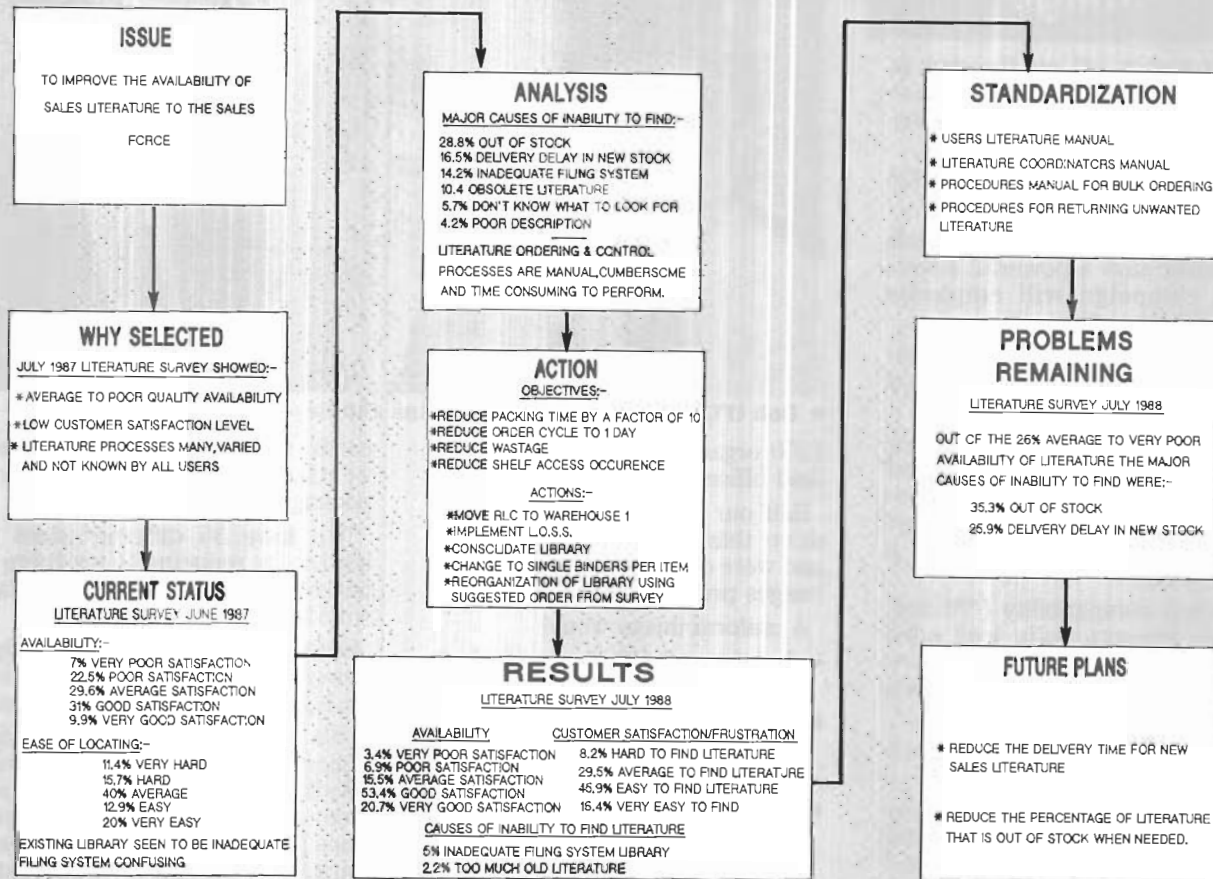 ISSUE
TO IMPROVE THE AVAILABILITY OF
SALES LITERATURE TO THE SALES
FORCE
WHY SELECTED
JULY 1987 LITERATURE SURVEY SHOWED:-
* AVERAGE TO POOR QUALITY AVAILABILITY
* LOW CUSTOMER SATISFACTION LEVEL
* LITERATURE PROCESSES MANY, VARIED
AND NOT KNOWN BY ALL USERS
CURRENT STATUS
LITERATURE SURVEY JUNE 1987
AVAILABILITY:-
7% VERY POOR SATISFACTION
22.5% POOR SATISFACTION
29.6% AVERAGE SATISFACTION
31% GOOD SATISFACTION
9.9% VERY GOOD SATISFACTION
EASE OF LOCATING:-
11.4% VERY HARD
15.7% HARD
40% AVERAGE
12.9% EASY
20% VERY EASY
EXISTING LIBRARY SEEN TO BE INADEQUATE
FILING SYSTEM CONFUSING
ANALYSIS
MAJOR CAUSES OF INABILITY TO FIND:-
28.8% OUT OF STOCK
16.5% DELIVERY DELAY IN NEW STOCK
14.2% INADEQUATE FILING SYSTEM
10.4 OBSOLETE LITERATURE
5.7% DON'T KNOW WHAT TO LOOK FOR
4.2% POOR DESCRIPTION
LITERATURE ORDERING & CONTROL
PROCESSES ARE MANUAL, CUMBERSOME
AND TIME CONSUMING TO PERFORM.
ACTION
OBJECTIVES:-
*REDUCE PACKING TIME BY A FACTOR OF 10
*REDUCE ORDER CYCLE TO 1 DAY
*REDUCE WASTAGE
*REDUCE SHELF ACCESS OCCURENCE
ACTIONS:-
*MOVE RLC TO WAREHOUSE 1
*IMPLEMENT L.O.S.S.
*CONSOLIDATE LIBRARY
*CHANGE TO SINGLE BINDERS PER ITEM
*REORGANIZATION OF LIBRARY USING
SUGGESTED ORDER FROM SURVEY
RESULTS
LITERATURE SURVEY JULY 1988
AVAILABILITY
3.4% VERY POOR SATISFACTION
6.9% POOR SATISFACTION
15.5% AVERAGE SATISFACTION
53.4% GOOD SATISFACTION
20.7% VERY GOOD SATISFACTION
CUSTOMER SATISFACTION/FRUSTRATION
8.2% HARD TO FIND LITERATURE
29.5% AVERAGE TO FIND LITERATURE
45.9% EASY TO FIND LITERATURE
16.4% VERY EASY TO FIND
CAUSES OF INABILITY TO FIND LITERATURE
5% INADEQUATE FILING SYSTEM LIBRARY
2.2% TOO MUCH OLD LITERATURE
STANDARDIZATION
* USERS LITERATURE MANUAL
* LITERATURE COORDINATORS MANUAL
* PROCEDURES MANUAL FOR BULK ORDERING
* PROCEDURES FOR RETURNING UNWANTED
LITERATURE
PROBLEMS
REMAINING
LITERATURE SURVEY JULY 1988
OUT OF THE 26% AVERAGE TO VERY POOR
AVAILABILITY OF LITERATURE THE MAJOR
CAUSES OF INABILITY TO FIND WERE:-
35.3% OUT OF STOCK
26.9% DELIVERY DELAY IN NEW STOCK
FUTURE PLANS
* REDUCE THE DELIVERY TIME FOR NEW
SALES LITERATURE
* REDUCE THE PERCENTAGE OF LITERATURE
THAT IS OUT OF STOCK WHEN NEEDED.